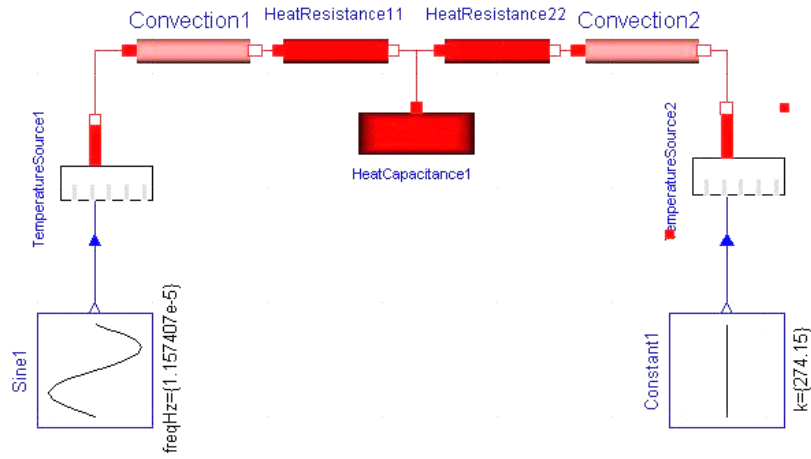 Convection1
HeatResistance11
HeatResistance22
Convection2
TemperatureSource1
HeatCapacitance1
TemperatureSource2
Sine1
freqHz={1.157407e-5}
Constant1
k={274.15}